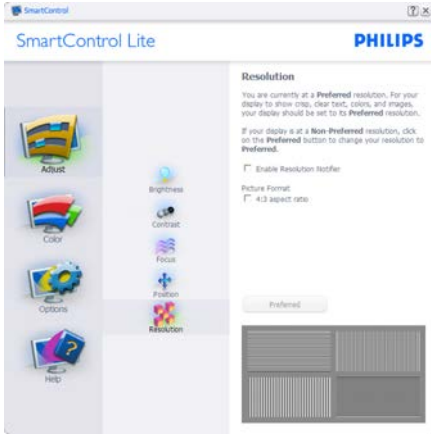 SmartControl
SmartControl Lite
PHILIPS
Adjust
Color
Options
Help
Brightness
Contrast
Focus
Position
Resolution
Resolution
You are currently at a Preferred resolution. For your
display to show crisp, clear text, colors, and images,
your display should be set to its Preferred resolution.
If your display is at a Non-Preferred resolution, click
on the Preferred button to change your resolution to
Preferred.
Enable Resolution Notifier
Picture Format
4:3 aspect ratio
Preferred